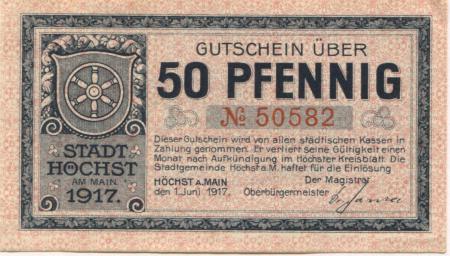 GUTSCHEIN ÜBER
50 PFENNIG
№ 50582
STADT
HÖCHST
AM MAIN.
1917.
Dieser Gutschein wird von allen städtischen Kassen in
Zahlung genommen. Er verliert seine Gültigkeit einen
Monat nach Aufkündigung im Höchster Kreisblatt. Die
Stadtgemeinde Höchst a. M. haftet für die Einlösung
HÖCHST A. MAIN
den 1. Juni 1917.
Der Magistrat
Oberbürgermeister